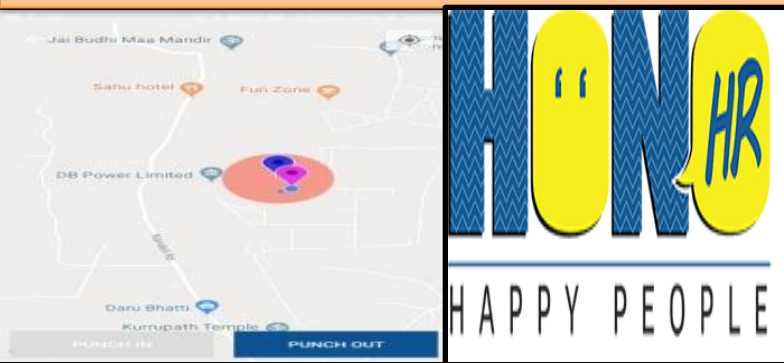 Jai Budhi Maa Mandir
Sahu hotel
Fun Zone
DB Power Limited
Daru Bhatti
Kurrupath Temple
PUNCH IN
PUNCH OUT
HONO
HR
HAPPY PEOPLE